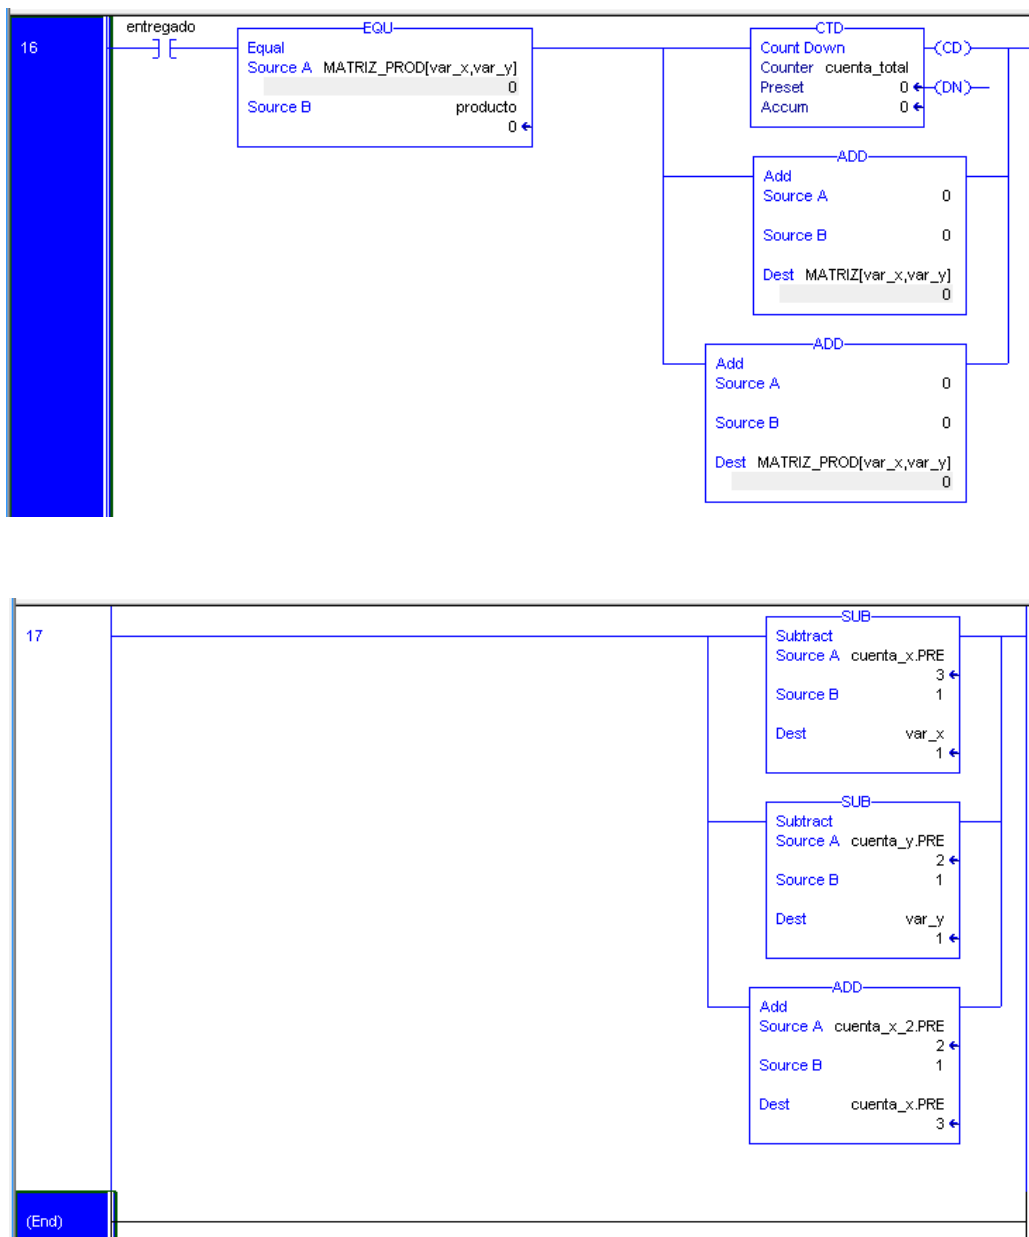 entregado
16
EQU
Equal
Source A MATRIZ_PROD[var_x,var_y]
0
Source B producto
0
CTD
Count Down
Counter cuenta_total
Preset 0
Accum 0
(CD)
(DN)
ADD
Add
Source A 0
Source B 0
Dest MATRIZ[var_x,var_y]
0
ADD
Add
Source A 0
Source B 0
Dest MATRIZ_PROD[var_x,var_y]
0
17
SUB
Subtract
Source A cuenta_x.PRE
3
Source B 1
Dest var_x
1
SUB
Subtract
Source A cuenta_y.PRE
2
Source B 1
Dest var_y
1
ADD
Add
Source A cuenta_x_2.PRE
2
Source B 1
Dest cuenta_x.PRE
3
(End)